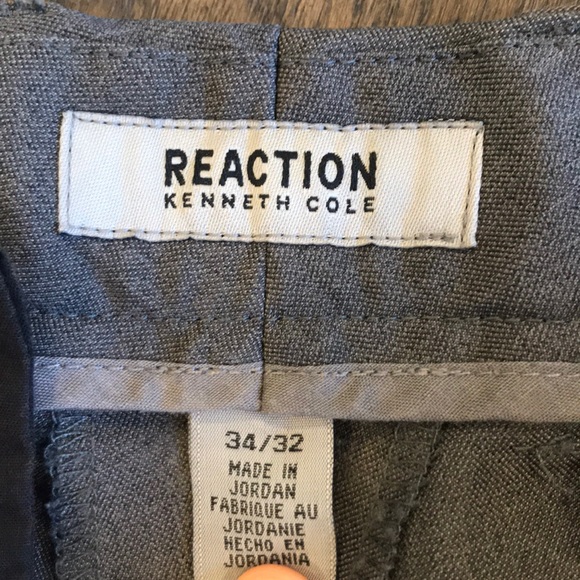 REACTION
KENNETH COLE
34/32
MADE IN
JORDAN
FABRIQUE AU
JORDANIE
HECHO EN
JORDANIA